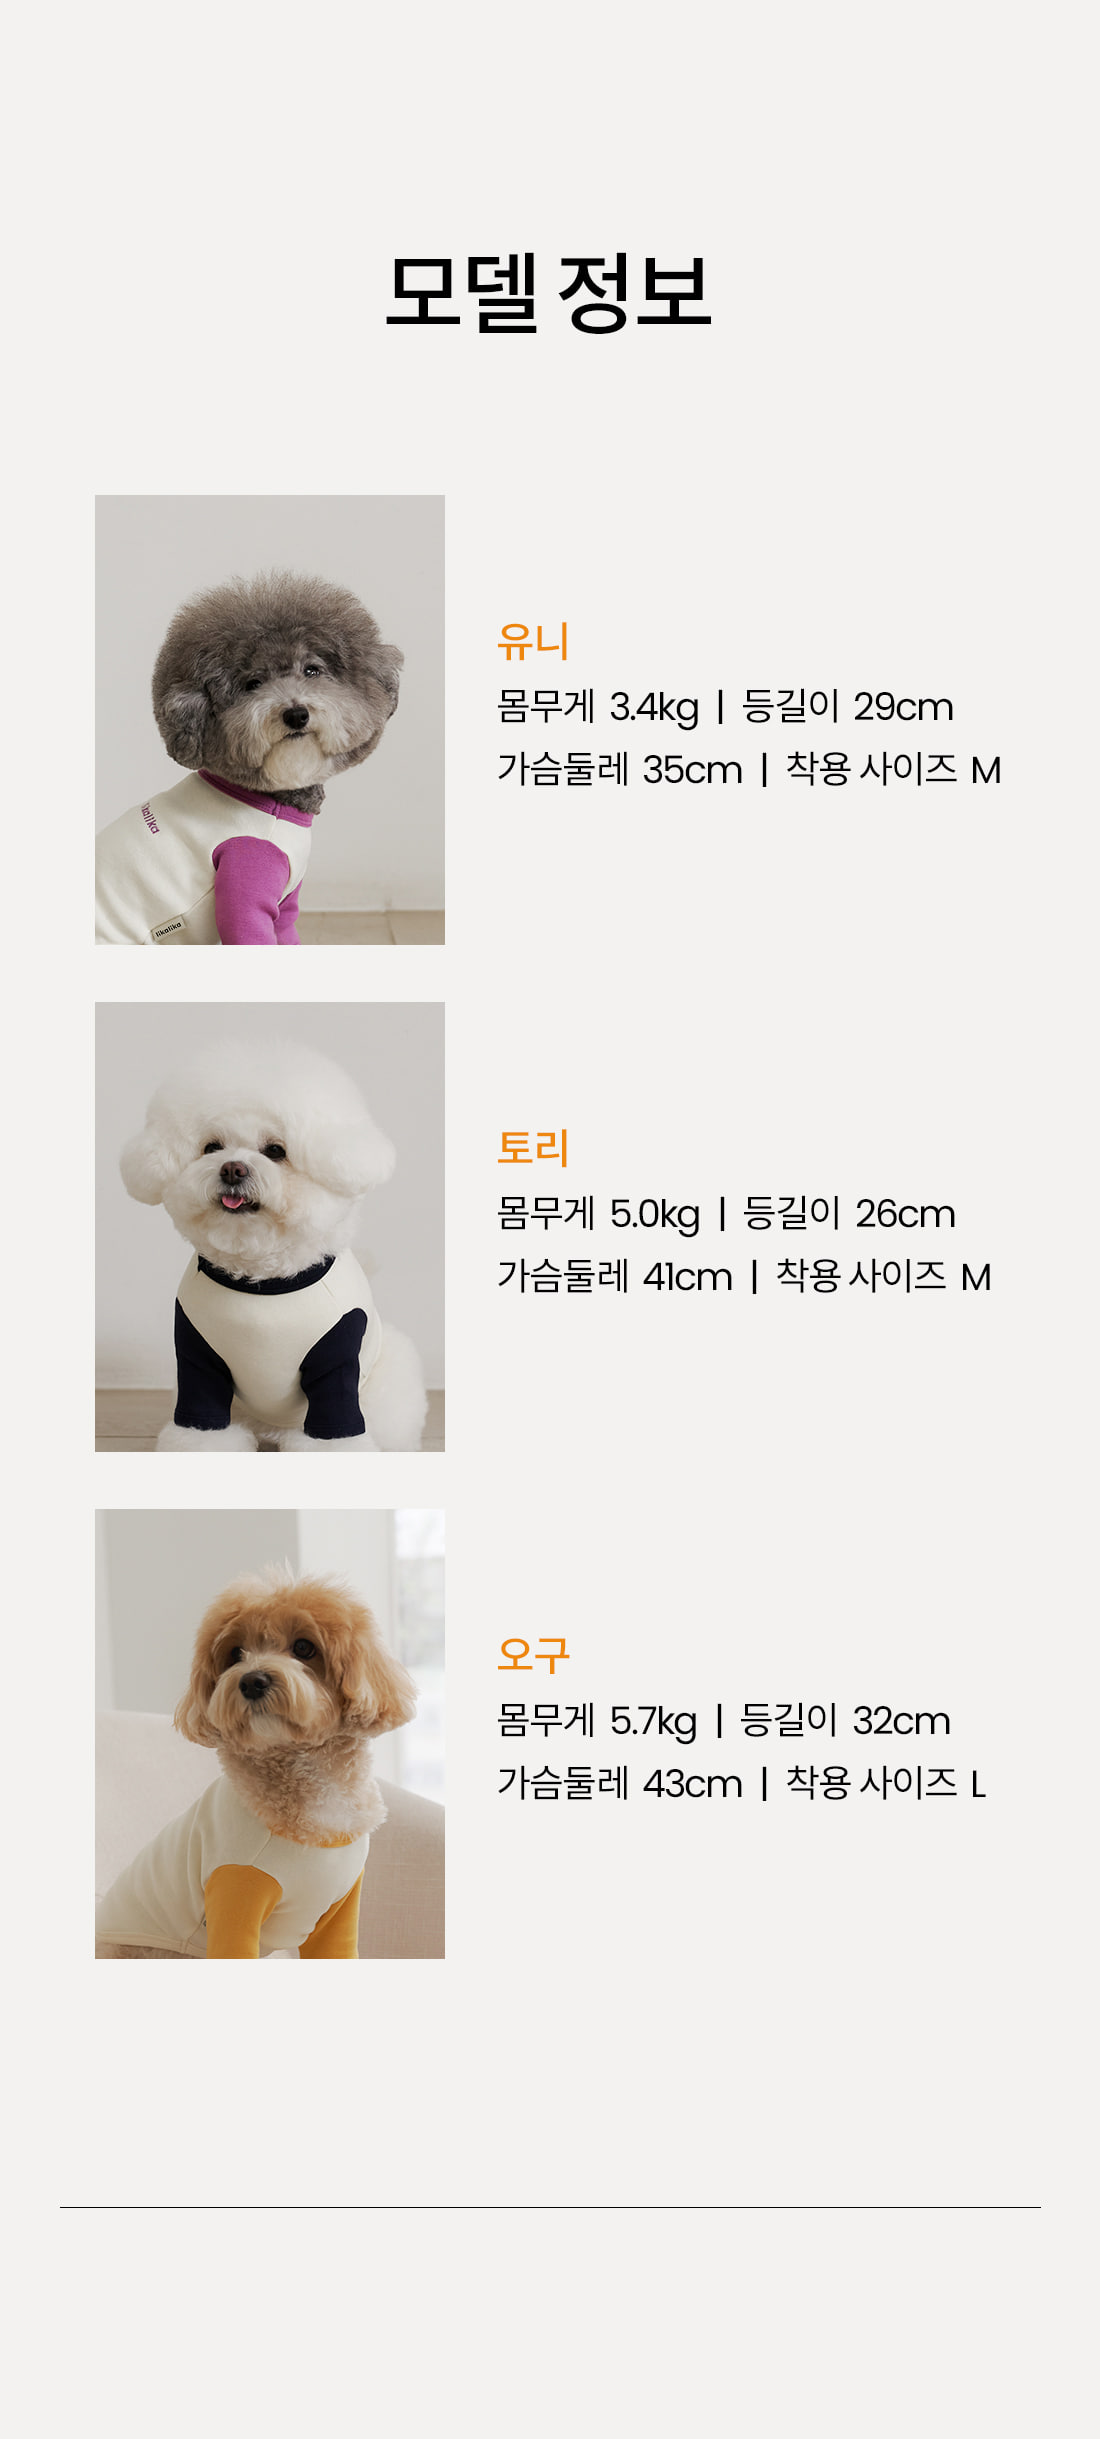 모델 정보
유니
몸무게 3.4kg | 등길이 29cm
가슴둘레 35cm | 착용 사이즈 M
likalika
토리
몸무게 5.0kg | 등길이 26cm
가슴둘레 41cm | 착용 사이즈 M
오구
몸무게 5.7kg | 등길이 32cm
가슴둘레 43cm | 착용 사이즈 L